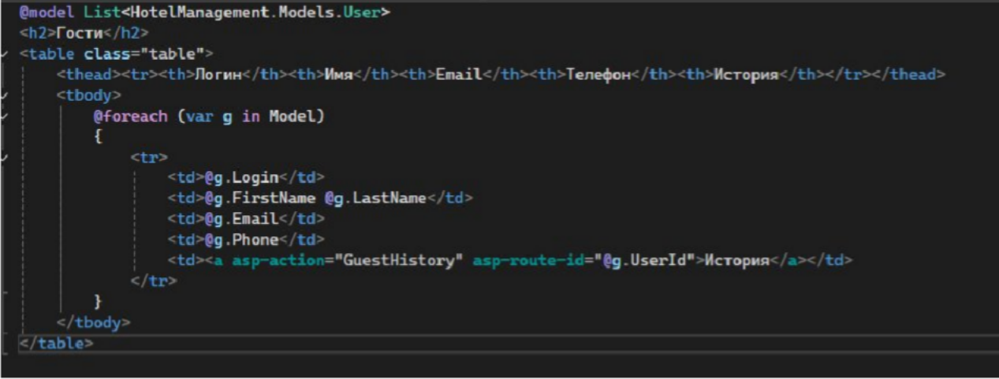 @model List<HotelManagement.Models.User>
<h2>Гости</h2>
<table class="table">
    <thead><tr><th>Логин</th><th>Имя</th><th>Email</th><th>Телефон</th><th>История</th></tr></thead>
    <tbody>
        @foreach (var g in Model)
        {
            <tr>
                <td>@g.Login</td>
                <td>@g.FirstName @g.LastName</td>
                <td>@g.Email</td>
                <td>@g.Phone</td>
                <td><a asp-action="GuestHistory" asp-route-id="@g.UserId">История</a></td>
            </tr>
        }
    </tbody>
</table>